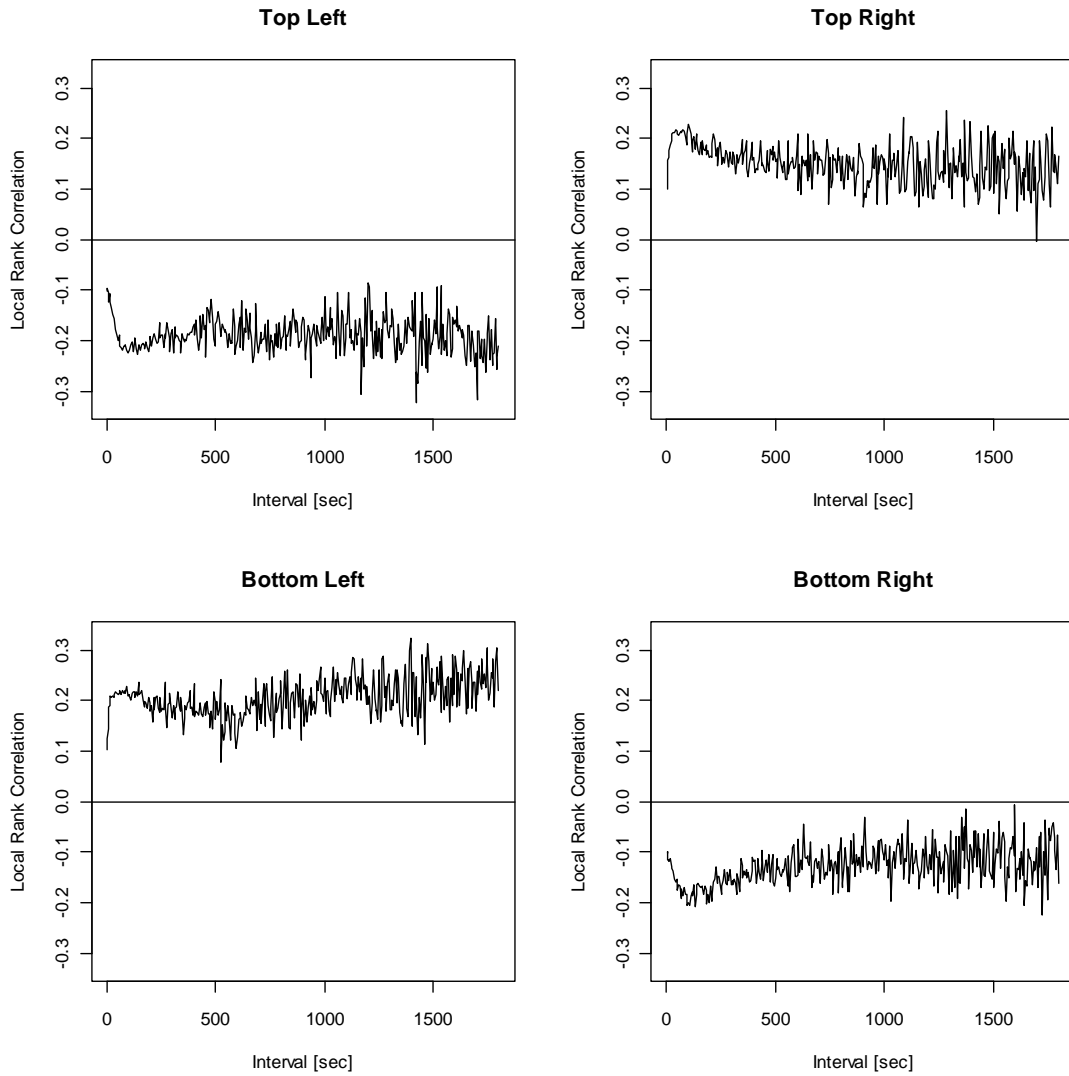 Top Left
Local Rank Correlation
0.3
0.2
0.1
0.0
-0.1
-0.2
-0.3
0 500 1000 1500
Interval [sec]
Top Right
Local Rank Correlation
0.3
0.2
0.1
0.0
-0.1
-0.2
-0.3
0 500 1000 1500
Interval [sec]
Bottom Left
Local Rank Correlation
0.3
0.2
0.1
0.0
-0.1
-0.2
-0.3
0 500 1000 1500
Interval [sec]
Bottom Right
Local Rank Correlation
0.3
0.2
0.1
0.0
-0.1
-0.2
-0.3
0 500 1000 1500
Interval [sec]